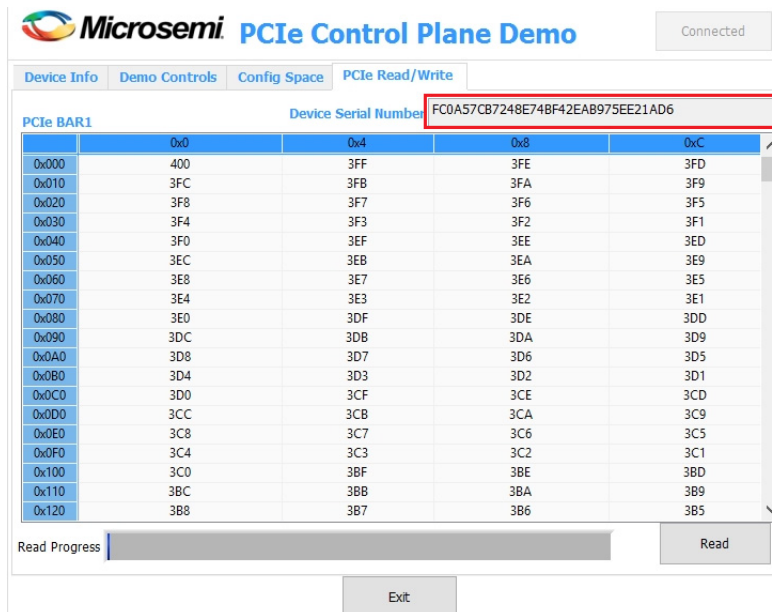 Microsemi. PCIe Control Plane Demo Connected
Device Info Demo Controls Config Space PCIe Read/Write
PCIe BAR1 Device Serial Number FC0A57CB7248E74BF42EAB975EE21AD6
0x0 0x4 0x8 0xC
0x000 400 3FF 3FE 3FD
0x010 3FC 3FB 3FA 3F9
0x020 3F8 3F7 3F6 3F5
0x030 3F4 3F3 3F2 3F1
0x040 3F0 3EF 3EE 3ED
0x050 3EC 3EB 3EA 3E9
0x060 3E8 3E7 3E6 3E5
0x070 3E4 3E3 3E2 3E1
0x080 3E0 3DF 3DE 3DD
0x090 3DC 3DB 3DA 3D9
0x0A0 3D8 3D7 3D6 3D5
0x0B0 3D4 3D3 3D2 3D1
0x0C0 3D0 3CF 3CE 3CD
0x0D0 3CC 3CB 3CA 3C9
0x0E0 3C8 3C7 3C6 3C5
0x0F0 3C4 3C3 3C2 3C1
0x100 3C0 3BF 3BE 3BD
0x110 3BC 3BB 3BA 3B9
0x120 3B8 3B7 3B6 3B5
Read Progress Read
Exit